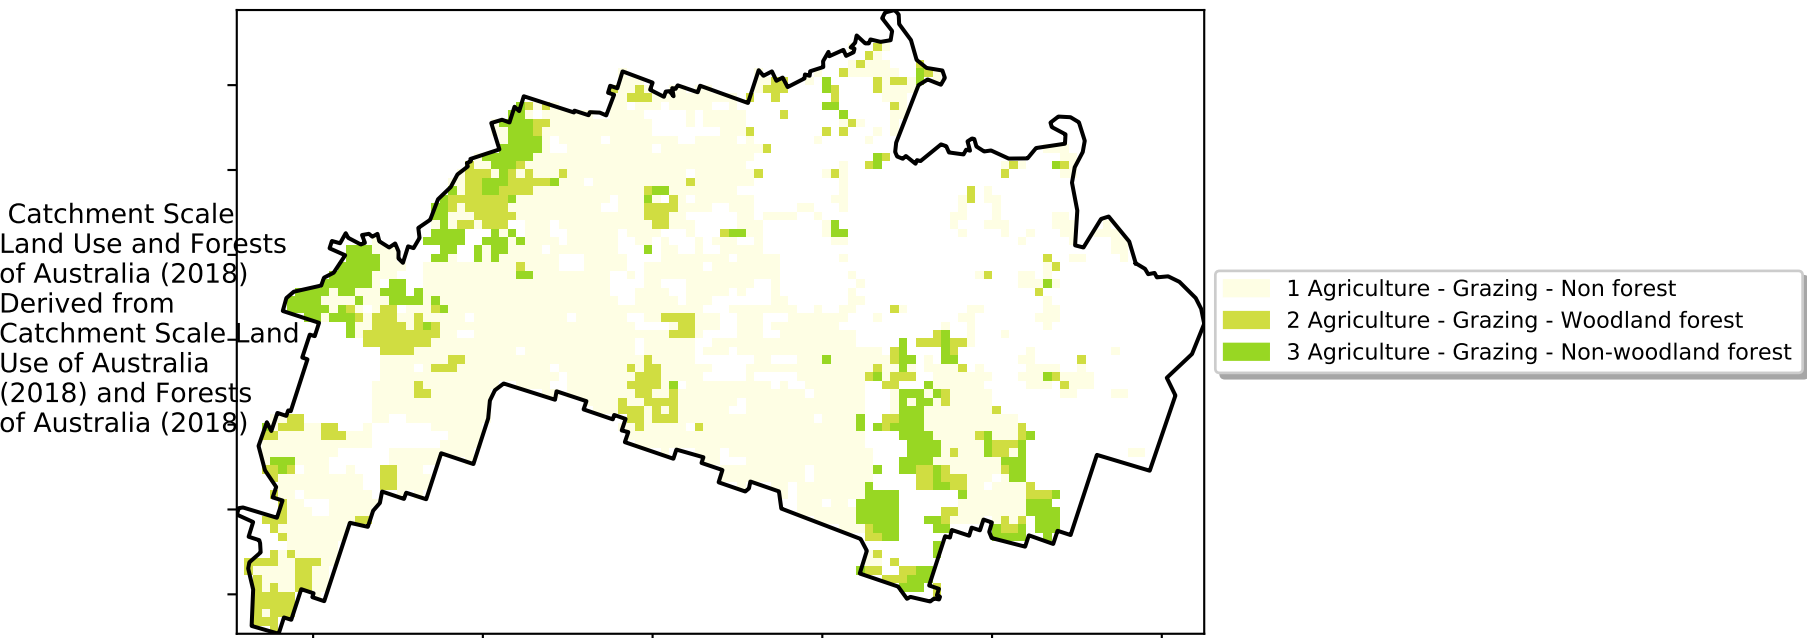 Catchment Scale
Land Use and Forests
of Australia (2018)
Derived from
Catchment Scale Land
Use of Australia
(2018) and Forests
of Australia (2018)
1 Agriculture - Grazing - Non forest
2 Agriculture - Grazing - Woodland forest
3 Agriculture - Grazing - Non-woodland forest